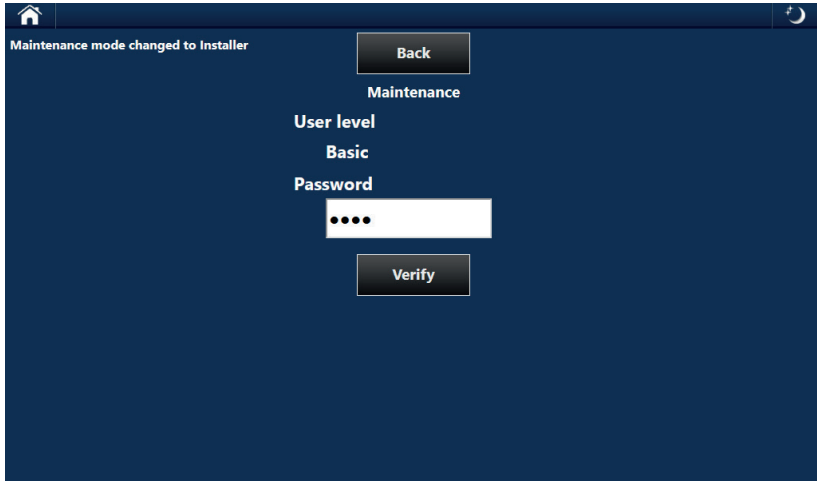 Maintenance mode changed to Installer
Back
Maintenance
User level
Basic
Password
••••
Verify